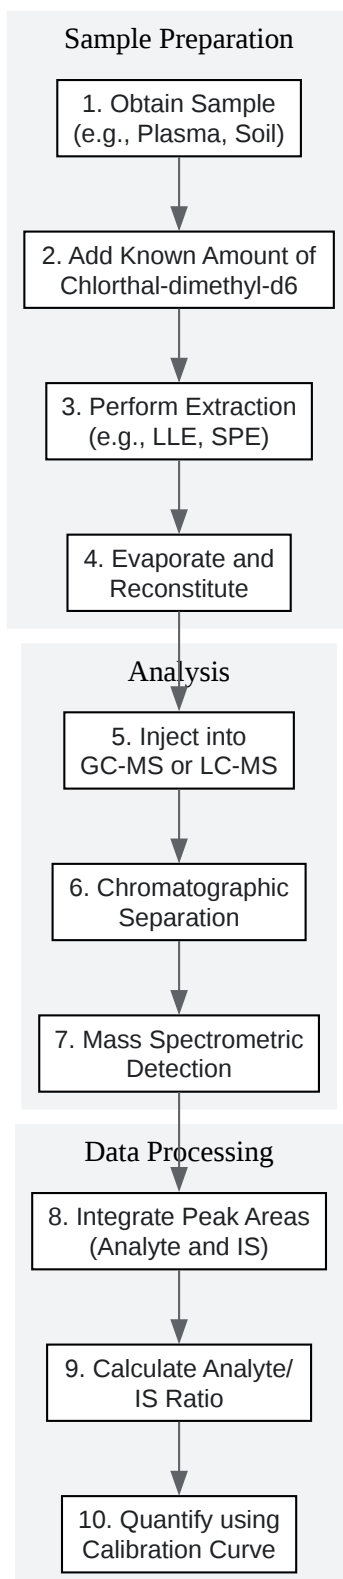 Sample Preparation
1. Obtain Sample
(e.g., Plasma, Soil)
2. Add Known Amount of
Chlorthal-dimethyl-d6
3. Perform Extraction
(e.g., LLE, SPE)
4. Evaporate and
Reconstitute
Analysis
5. Inject into
GC-MS or LC-MS
6. Chromatographic
Separation
7. Mass Spectrometric
Detection
Data Processing
8. Integrate Peak Areas
(Analyte and IS)
9. Calculate Analyte/
IS Ratio
10. Quantify using
Calibration Curve